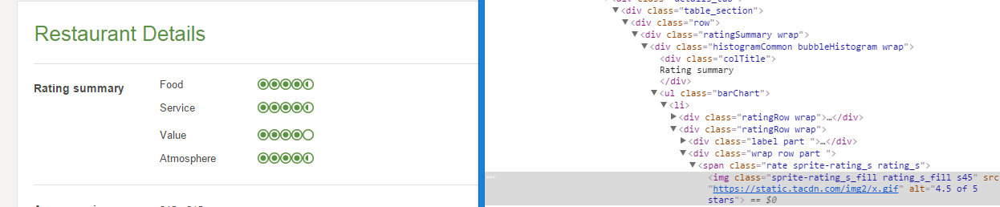 Restaurant Details
Rating summary
Food
Service
Value
Atmosphere
<div class="table_section">
<div class="row">
<div class="ratingSummary wrap">
<div class="histogramCommon bubbleHistogram wrap">
<div class="colTitle">
Rating summary
</div>
<ul class="barChart">
<li>
<div class="ratingRow wrap">…</div>
<div class="ratingRow wrap">
<div class="label part ">…</div>
<div class="wrap row part ">
<span class="rate sprite-rating_s rating_s">
<img class="sprite-rating_s_fill rating_s_fill s45" src=
"https://static.tacdn.com/img2/x.gif" alt="4.5 of 5
stars"> == $0